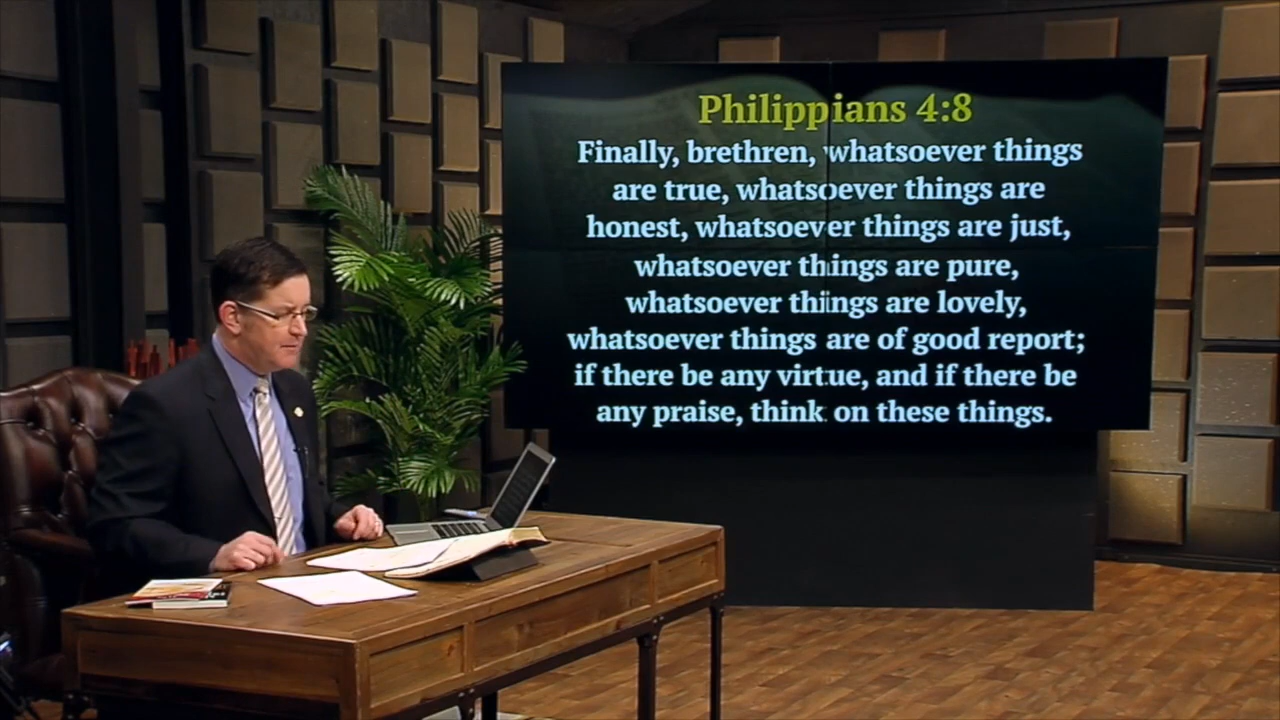 Philippians 4:8
Finally, brethren, whatsoever things
are true, whatsoever things are
honest, whatsoever things are just,
whatsoever things are pure,
whatsoever things are lovely,
whatsoever things are of good report;
if there be any virtue, and if there be
any praise, think on these things.